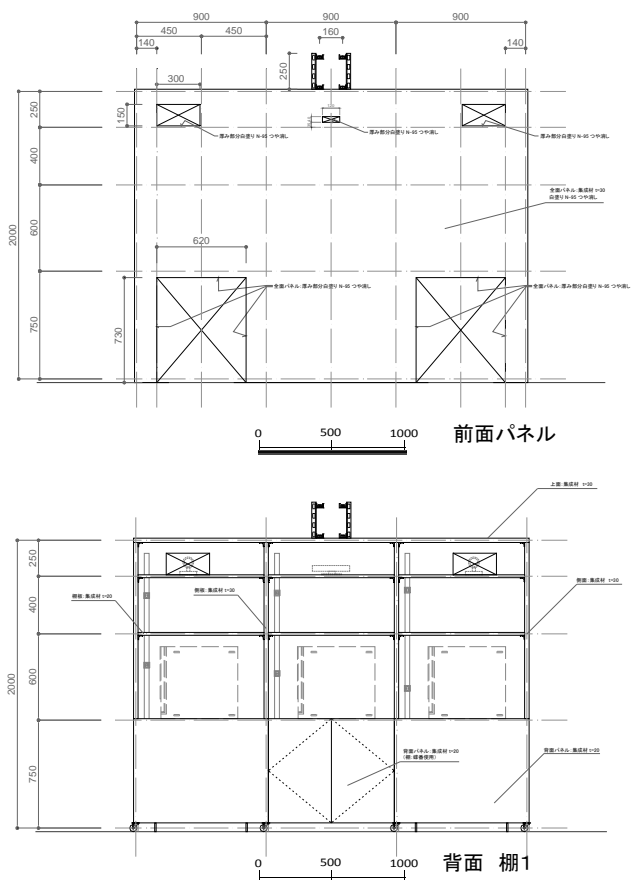 900 900 900
450 450 160
140 140
250
300
250
150
厚み部分白塗り N-95 つや消し
厚み部分白塗り N-95 つや消し
厚み部分白塗り N-95 つや消し
400
全面パネル:集成材 t=30
白塗り N-95 つや消し
600
2000
620
全面パネル:厚み部分白塗り N-95 つや消し
全面パネル:厚み部分白塗り N-95 つや消し
750
730
0 500 1000
前面パネル
上面:集成材 t=30
250
400
棚板:集成材 t=20
側板:集成材 t=30
側面:集成材 t=30
600
2000
背面パネル:集成材 t=20
背面パネル:集成材 t=20
750
0 500 1000
背面 棚1